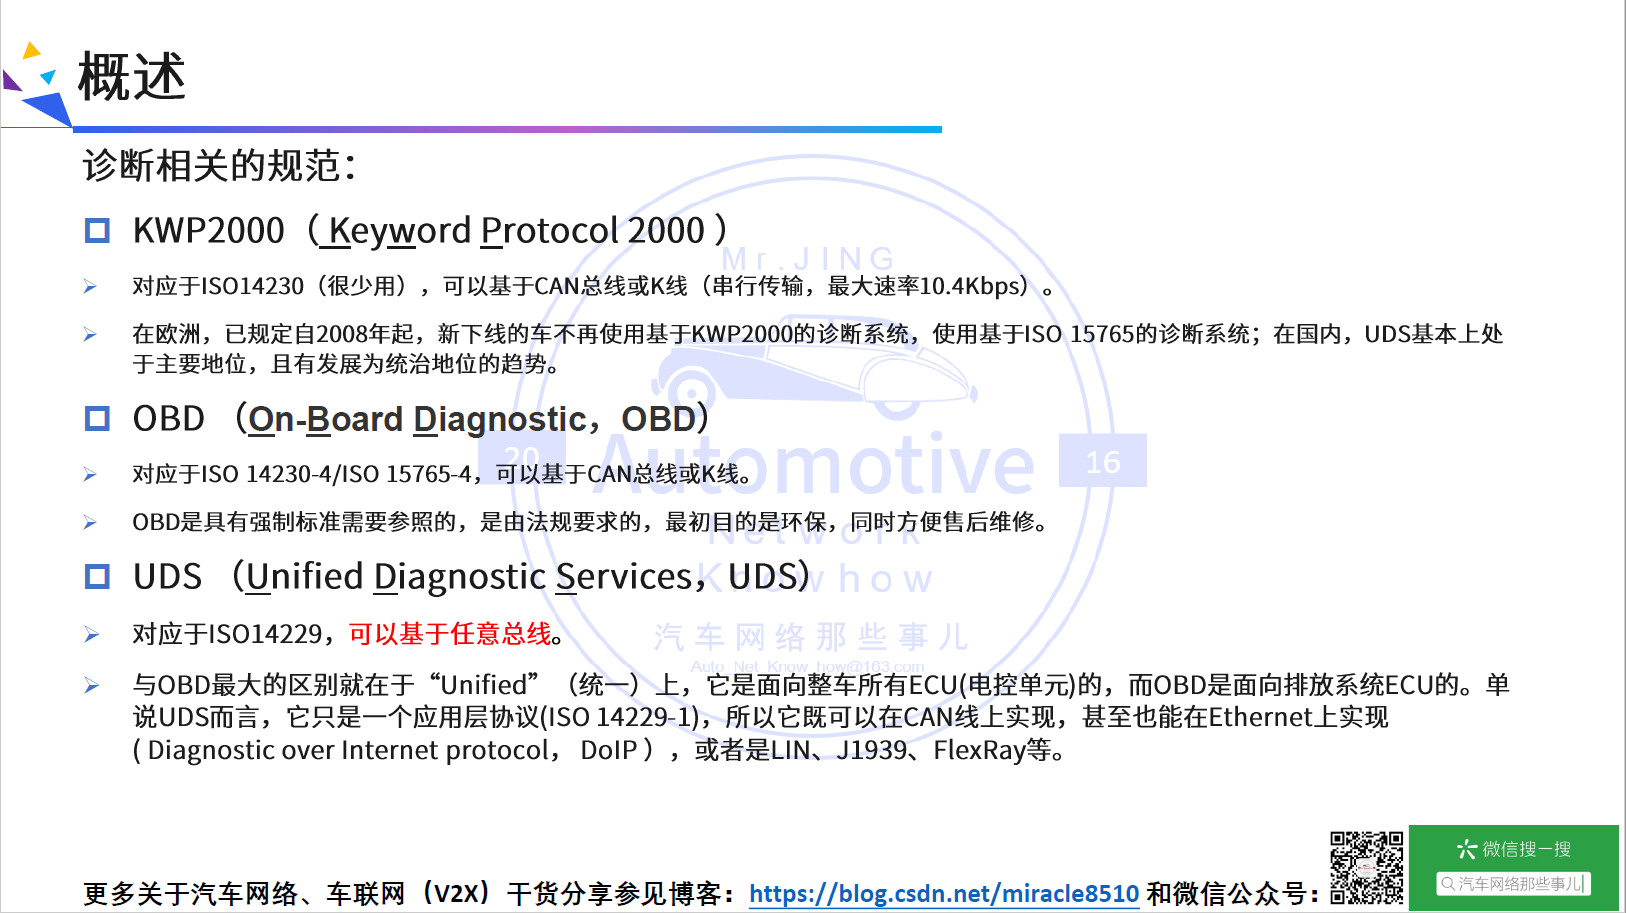 概述
诊断相关的规范：
KWP2000（ Keyword Protocol 2000 ）
Mr.JING
对应于ISO14230（很少用），可以基于CAN总线或K线（串行传输，最大速率10.4Kbps）。
在欧洲，已规定自2008年起，新下线的车不再使用基于KWP2000的诊断系统，使用基于ISO 15765的诊断系统；在国内，UDS基本上处
于主要地位，且有发展为统治地位的趋势。
OBD （On-Board Diagnostic，OBD）
20 Automotive 16
对应于ISO 14230-4/ISO 15765-4，可以基于CAN总线或K线。
OBD是具有强制标准需要参照的，是由法规要求的，最初目的是环保，同时方便售后维修。
Network
UDS （Unified Diagnostic Services，UDS）
Knowhow
对应于ISO14229，可以基于任意总线。
汽车网络那些事儿
Auto_Net_Know_how@163.com
与OBD最大的区别就在于“Unified”（统一）上，它是面向整车所有ECU(电控单元)的，而OBD是面向排放系统ECU的。单
说UDS而言，它只是一个应用层协议(ISO 14229-1)，所以它既可以在CAN线上实现，甚至也能在Ethernet上实现
( Diagnostic over Internet protocol， DoIP ），或者是LIN、J1939、FlexRay等。
更多关于汽车网络、车联网（V2X）干货分享参见博客：https://blog.csdn.net/miracle8510 和微信公众号：
微信搜一搜
汽车网络那些事儿